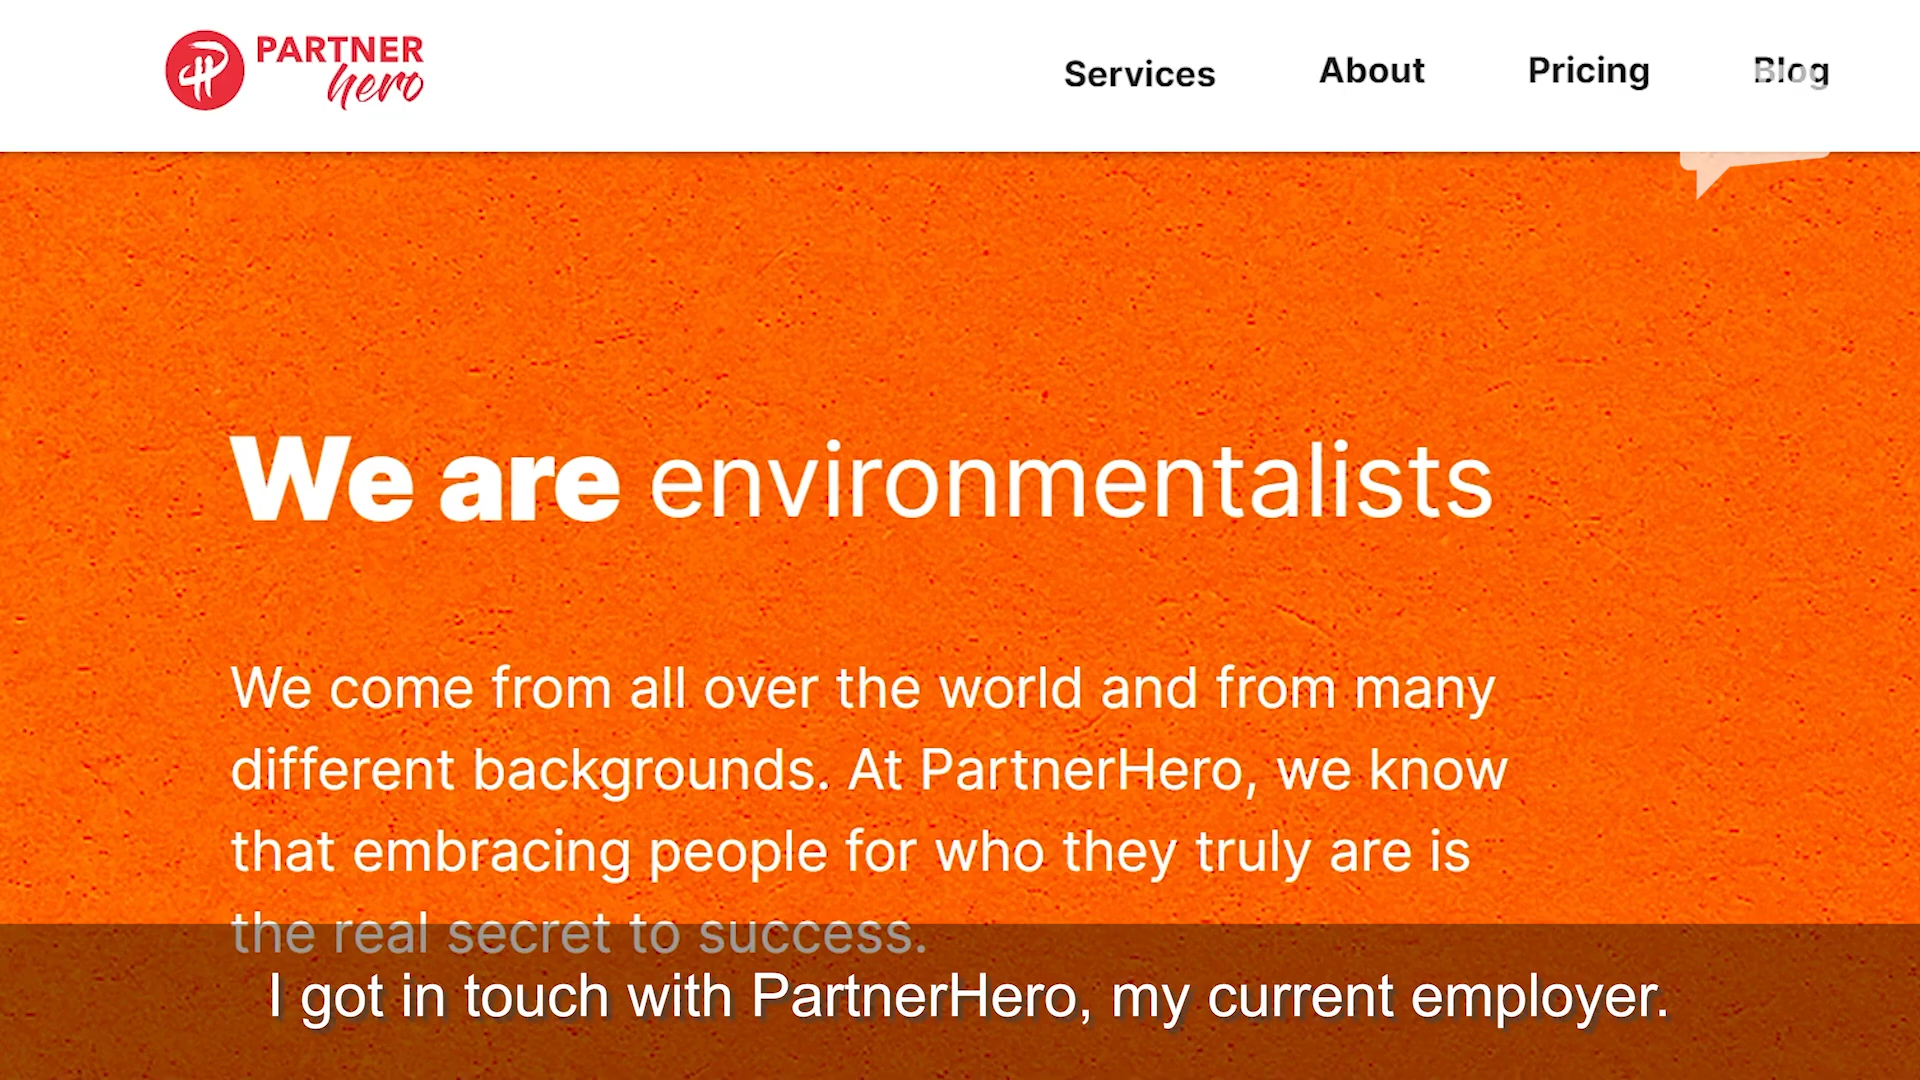 PARTNER
hero
Services
About
Pricing
Blog
We are environmentalists
We come from all over the world and from many
different backgrounds. At PartnerHero, we know
that embracing people for who they truly are is
the real secret to success.
I got in touch with PartnerHero, my current employer.